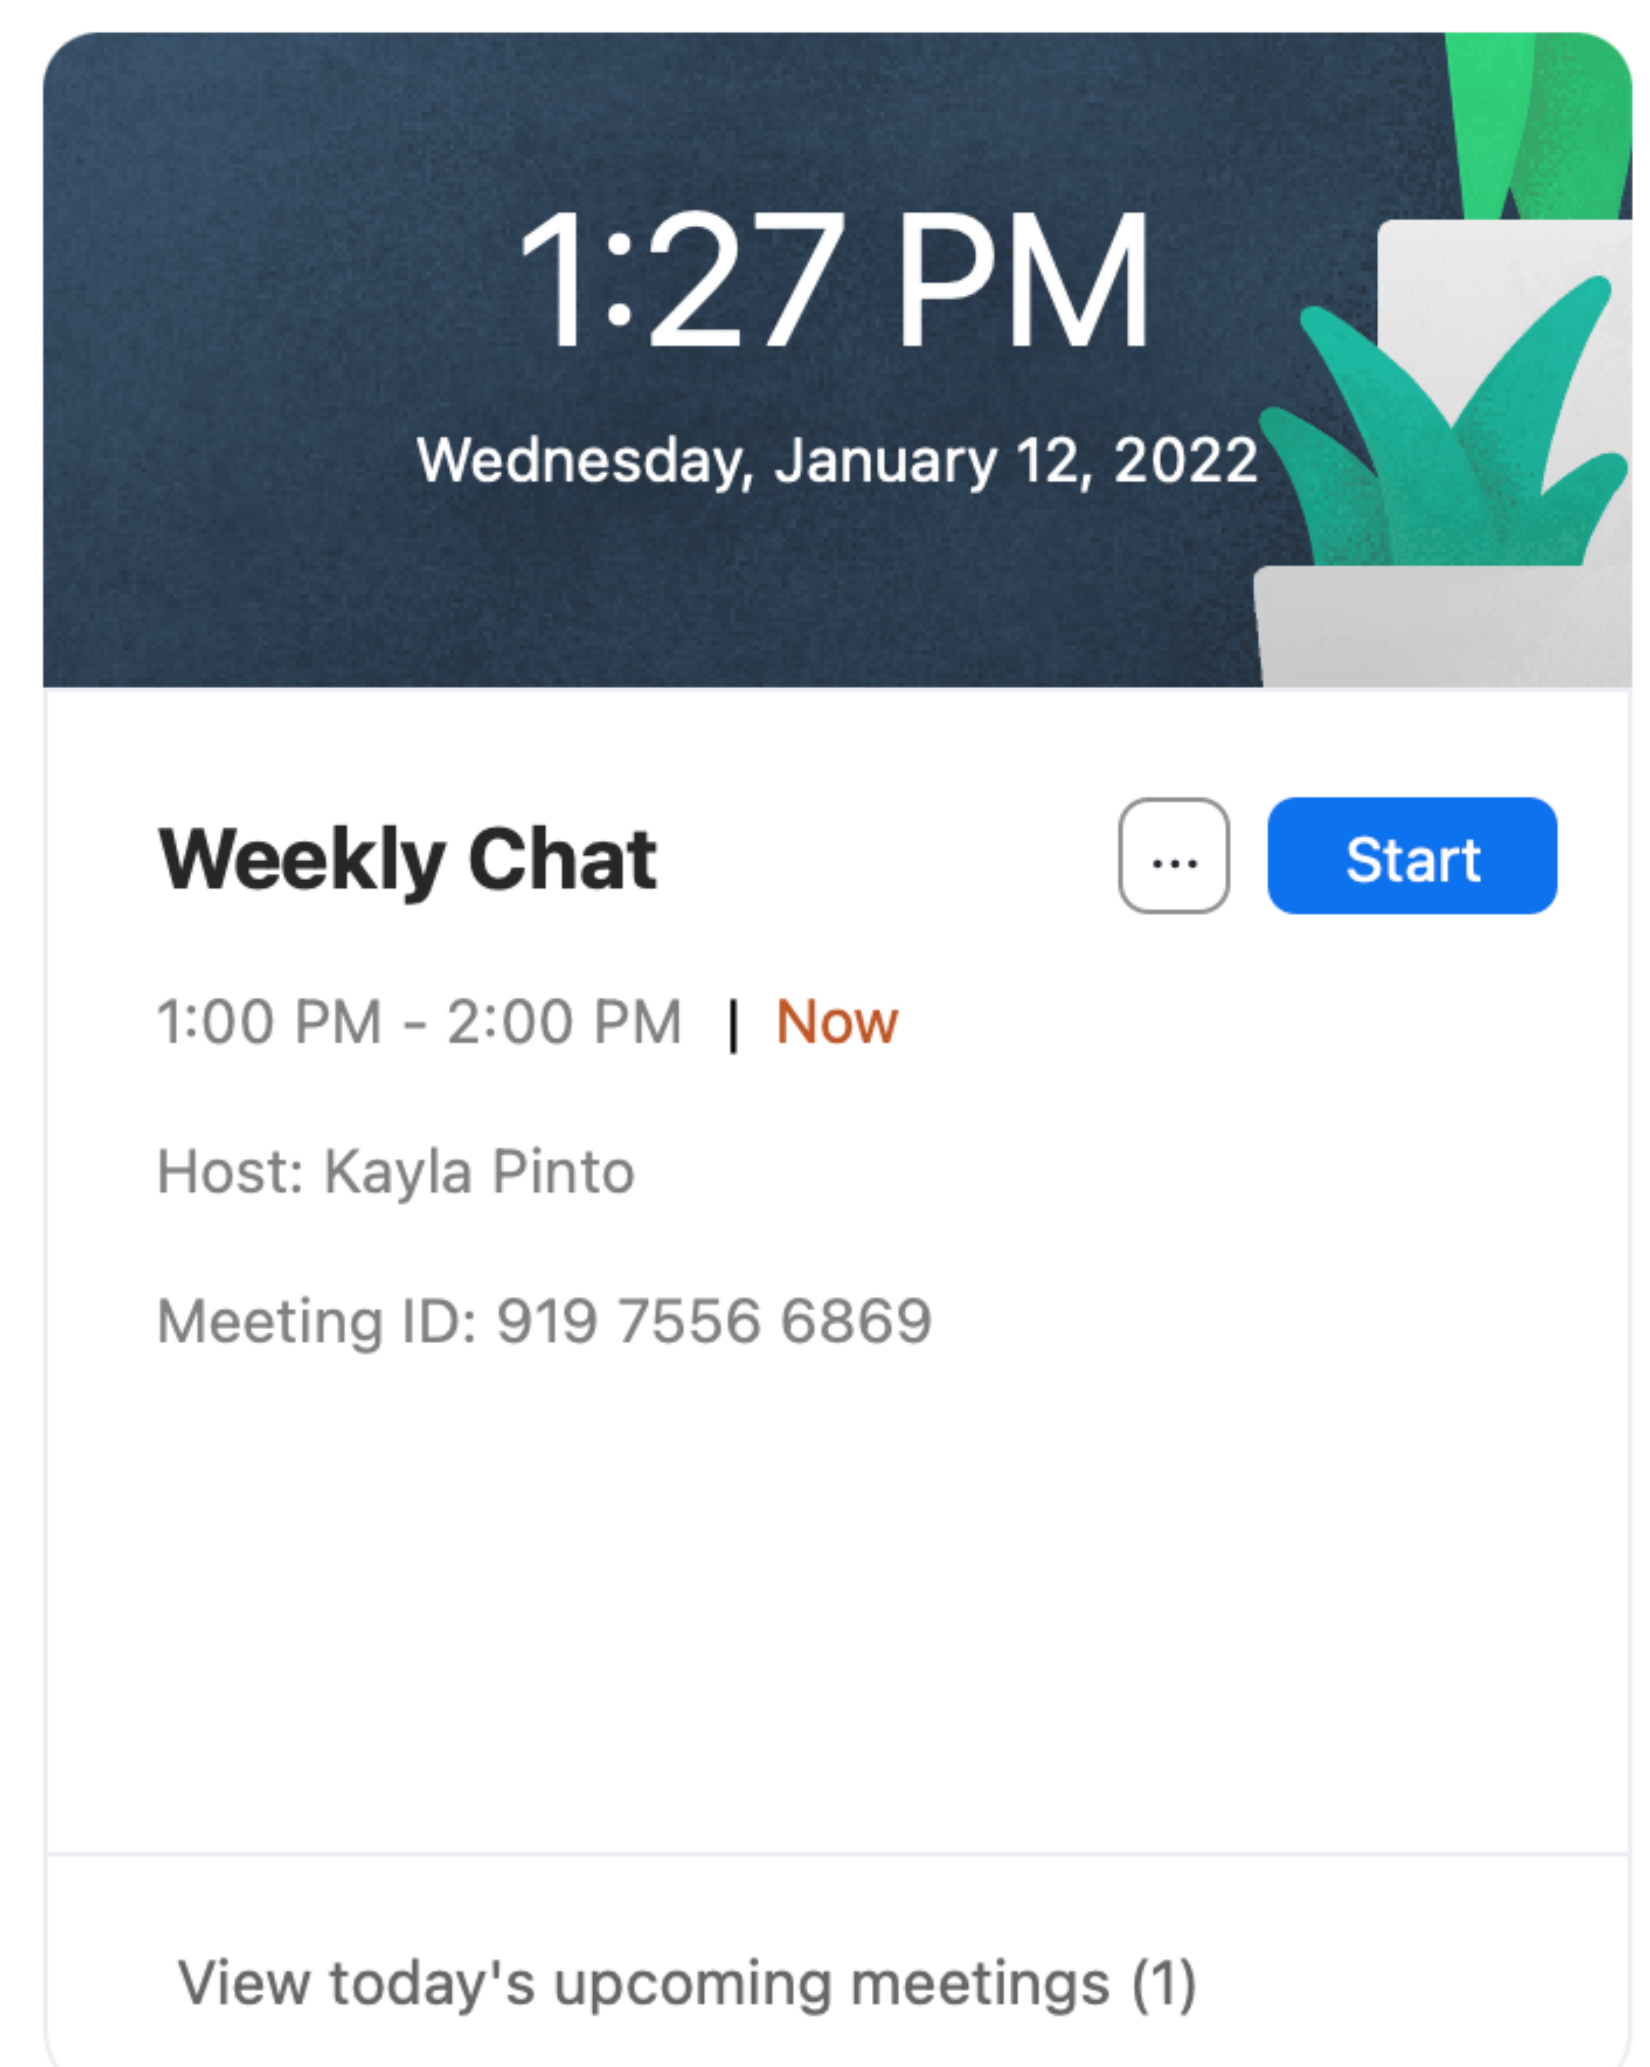 1:27 PM
Wednesday, January 12, 2022
Weekly Chat
... Start
1:00 PM - 2:00 PM | Now
Host: Kayla Pinto
Meeting ID: 919 7556 6869
View today's upcoming meetings (1)